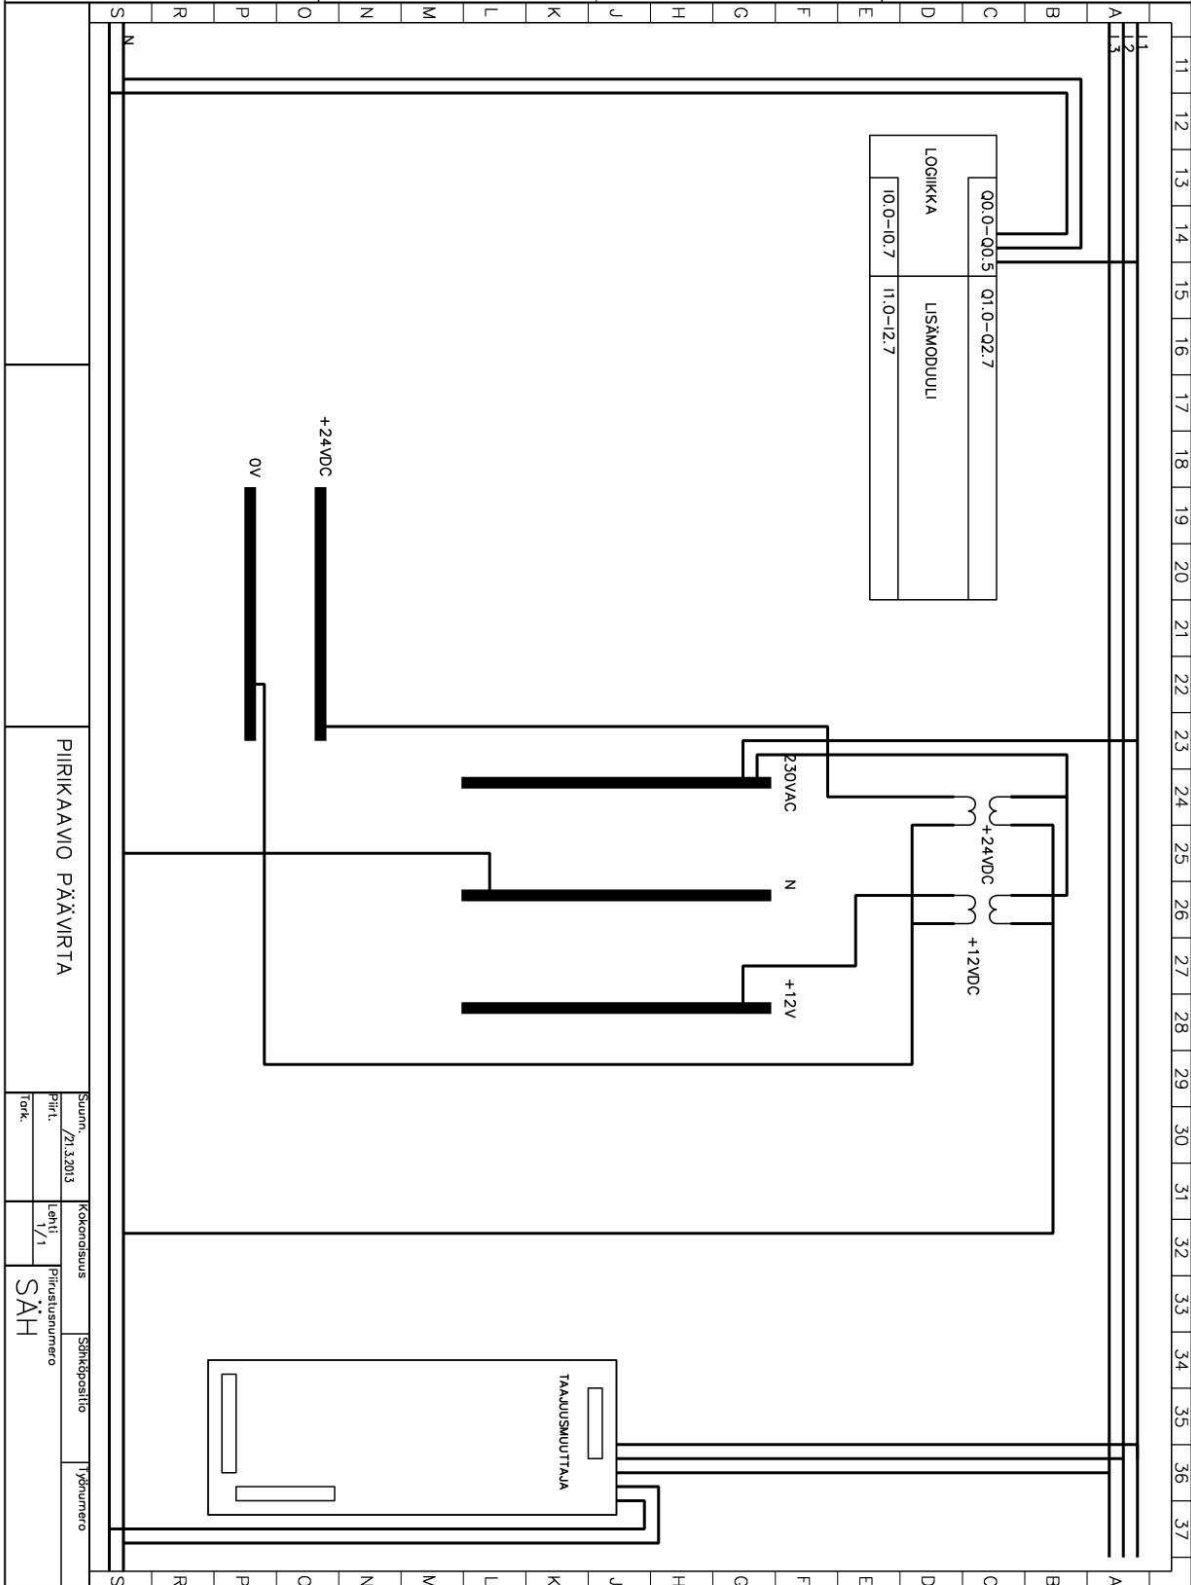 11 12 13 14 15 16 17 18 19 20 21 22 23 24 25 26 27 28 29 30 31 32 33 34 35 36 37
A A
B B
C C
D D
E E
F F
G G
H H
J J
K K
L L
M M
N N
O O
P P
R R
S S
1
2
3
N
LOGIIKKA
Q0.0-Q0.5
I0.0-I0.7
LISÄMODUULI
Q1.0-Q2.7
I1.0-I2.7
+24VDC
+12VDC
230VAC
N
+12V
+24VDC
0V
TAAJUUSMUUTTAJA
PIIRIKAAVIO PÄÄVIRTA
Suunn. /21.3.2013
Piirt.
Tark.
Kokonaisuus
Sähköpositio
Työnumero
Lehti
1/1
Piirustusnumero
SÄH